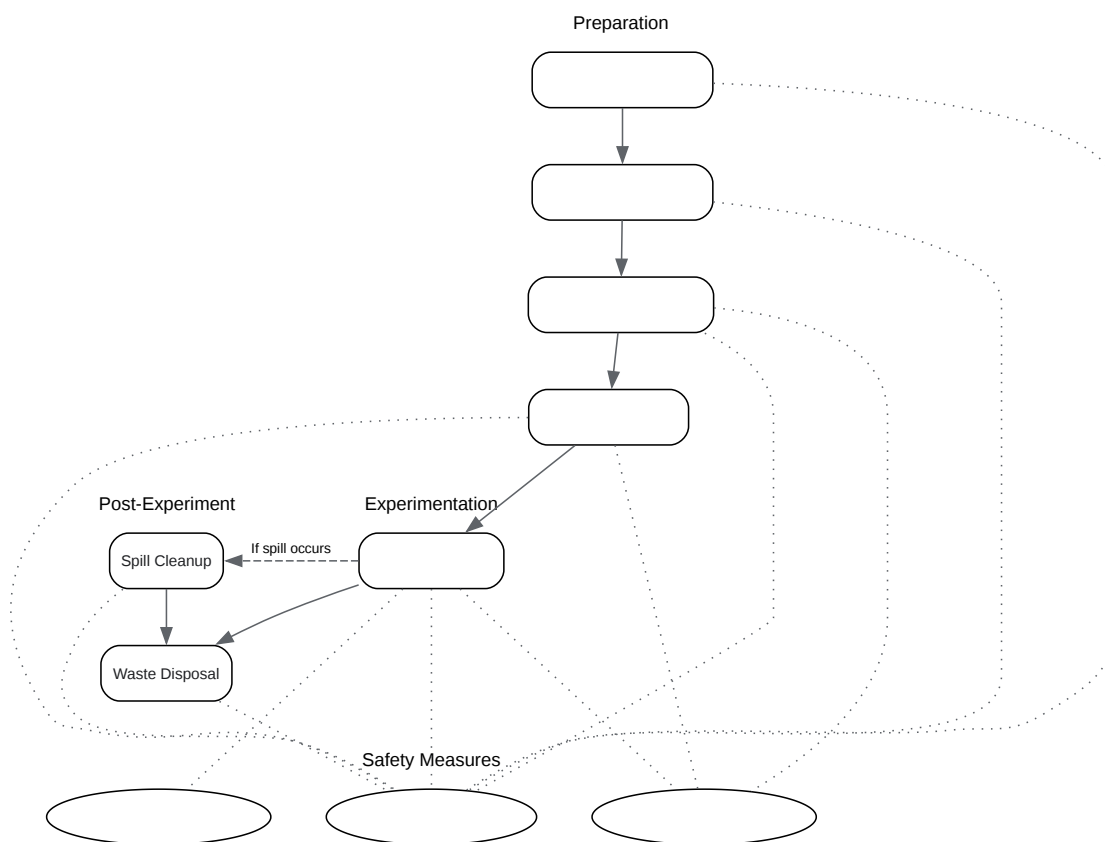 Preparation
Post-Experiment
Experimentation
If spill occurs
Spill Cleanup
Waste Disposal
Safety Measures